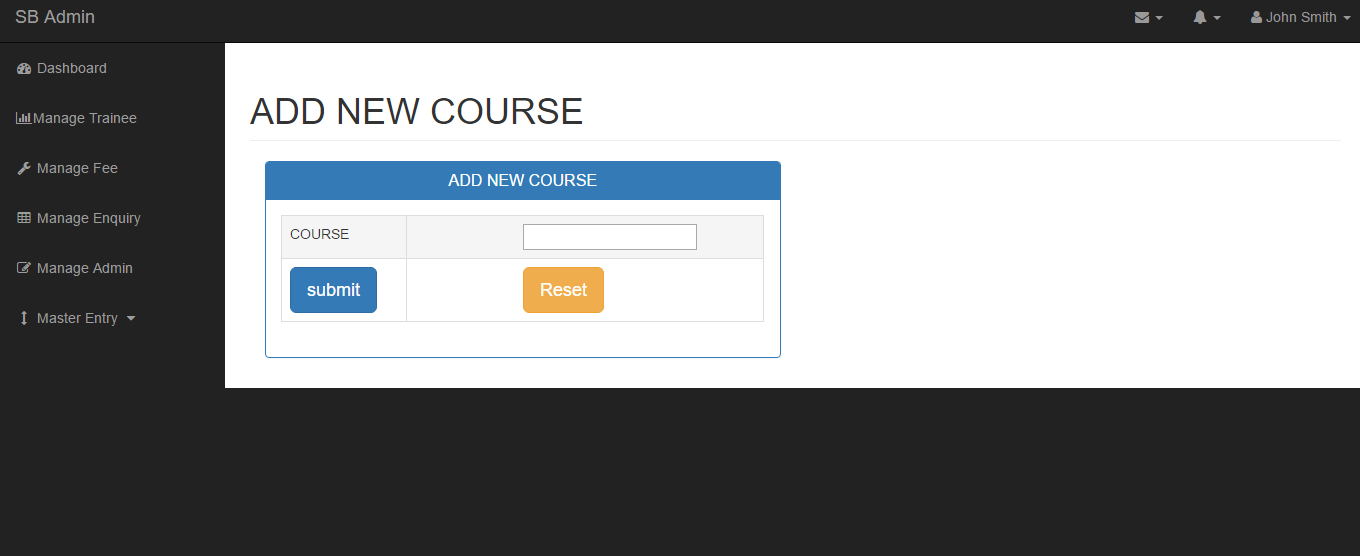 SB Admin
John Smith
Dashboard
Manage Trainee
Manage Fee
Manage Enquiry
Manage Admin
Master Entry
ADD NEW COURSE
ADD NEW COURSE
COURSE
submit
Reset